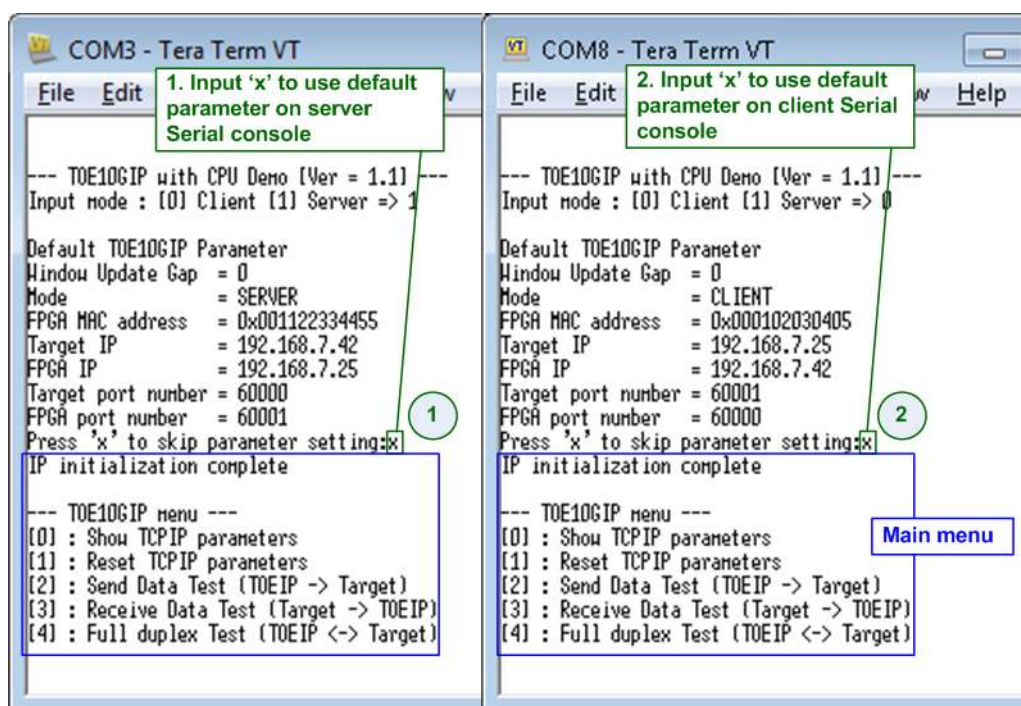 COM3 - Tera Term VT
File Edit w
1. Input ‘x’ to use default
parameter on server
Serial console
--- TOE10GIP with CPU Demo [Ver = 1.1] ---
Input mode : [0] Client [1] Server => 1
Default TOE10GIP Parameter
Window Update Gap = 0
Mode = SERVER
FPGA MAC address = 0x001122334455
Target IP = 192.168.7.42
FPGA IP = 192.168.7.25
Target port number = 60000
FPGA port number = 60001
1
Press 'x' to skip parameter setting:x
IP initialization complete
--- TOE10GIP menu ---
[0] : Show TCPIP parameters
[1] : Reset TCPIP parameters
[2] : Send Data Test (TOEIP -> Target)
[3] : Receive Data Test (Target -> TOEIP)
[4] : Full duplex Test (TOEIP <-> Target)
COM8 - Tera Term VT
File Edit w Help
2. Input ‘x’ to use default
parameter on client Serial
console
--- TOE10GIP with CPU Demo [Ver = 1.1] ---
Input mode : [0] Client [1] Server => 0
Default TOE10GIP Parameter
Window Update Gap = 0
Mode = CLIENT
FPGA MAC address = 0x000102030405
Target IP = 192.168.7.25
FPGA IP = 192.168.7.42
Target port number = 60001
FPGA port number = 60000
2
Press 'x' to skip parameter setting:x
IP initialization complete
--- TOE10GIP menu ---
[0] : Show TCPIP parameters
[1] : Reset TCPIP parameters
[2] : Send Data Test (TOEIP -> Target)
[3] : Receive Data Test (Target -> TOEIP)
[4] : Full duplex Test (TOEIP <-> Target)
Main menu